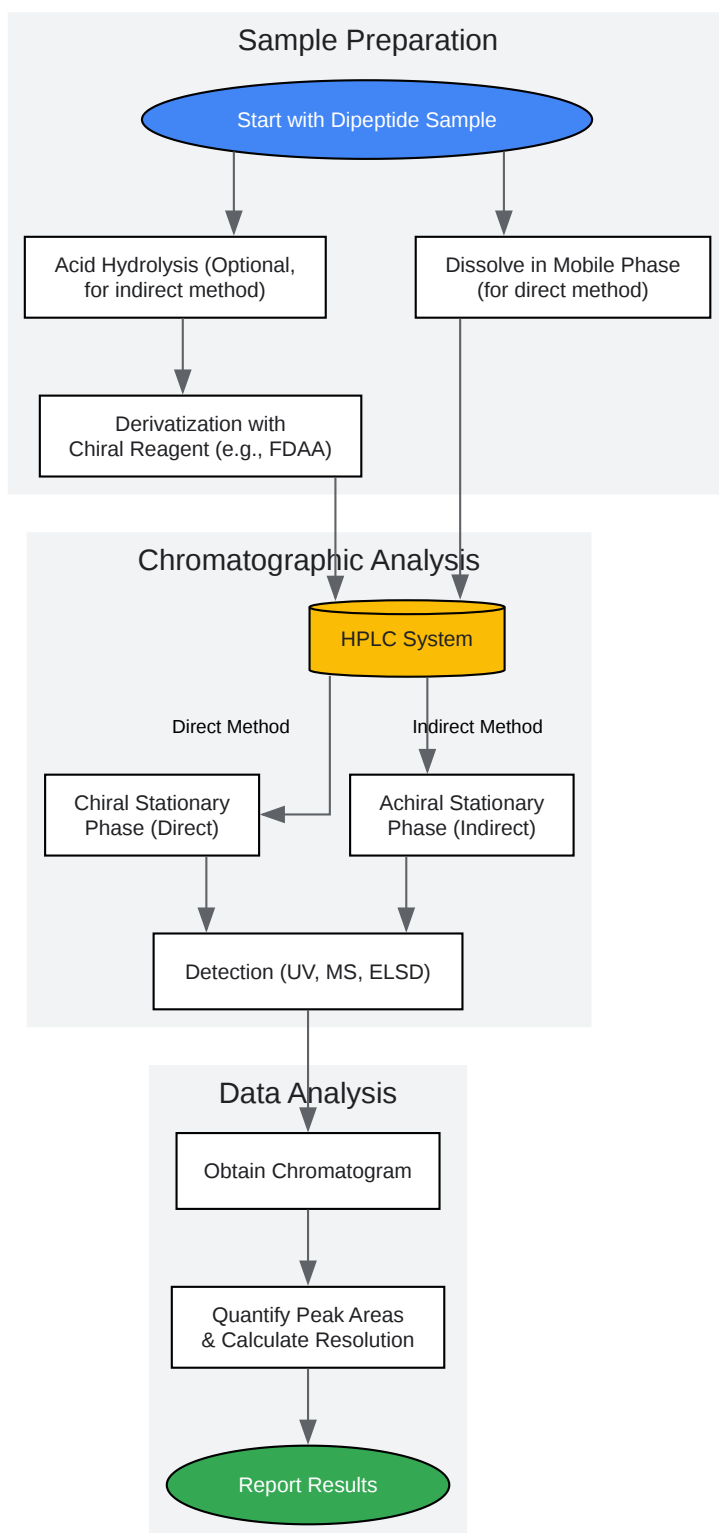 Sample Preparation
Start with Dipeptide Sample
Acid Hydrolysis (Optional,
for indirect method)
Dissolve in Mobile Phase
(for direct method)
Derivatization with
Chiral Reagent (e.g., FDAA)
Chromatographic Analysis
HPLC System
Direct Method
Indirect Method
Chiral Stationary
Phase (Direct)
Achiral Stationary
Phase (Indirect)
Detection (UV, MS, ELSD)
Data Analysis
Obtain Chromatogram
Quantify Peak Areas
& Calculate Resolution
Report Results